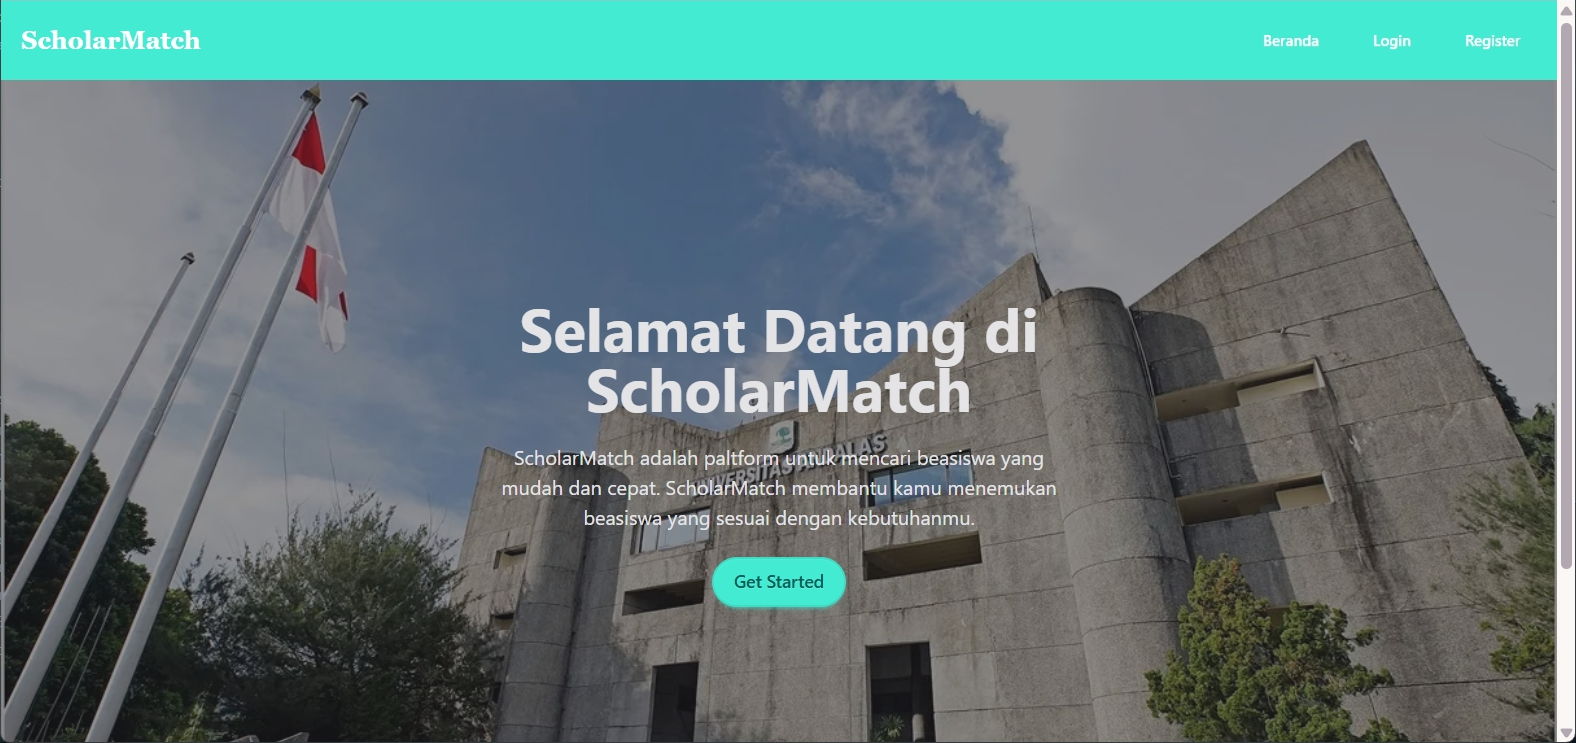 ScholarMatch
Beranda Login Register
Selamat Datang di
ScholarMatch
UNIVERSITAS ANDALAS
ScholarMatch adalah paltform untuk mencari beasiswa yang
mudah dan cepat. ScholarMatch membantu kamu menemukan
beasiswa yang sesuai dengan kebutuhanmu.
Get Started